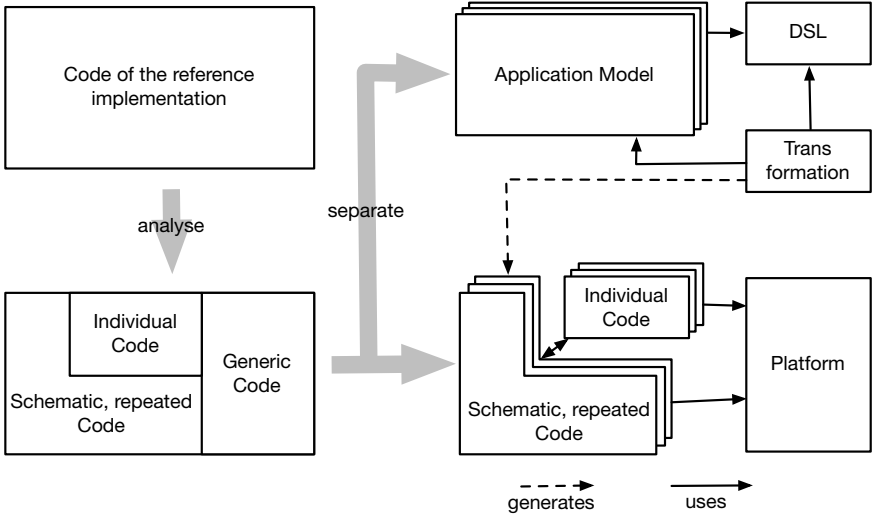 Code of the reference
implementation
analyse
Individual
Code
Generic
Code
Schematic, repeated
Code
separate
Application Model
DSL
Trans
formation
Individual
Code
Schematic, repeated
Code
Platform
generates
uses